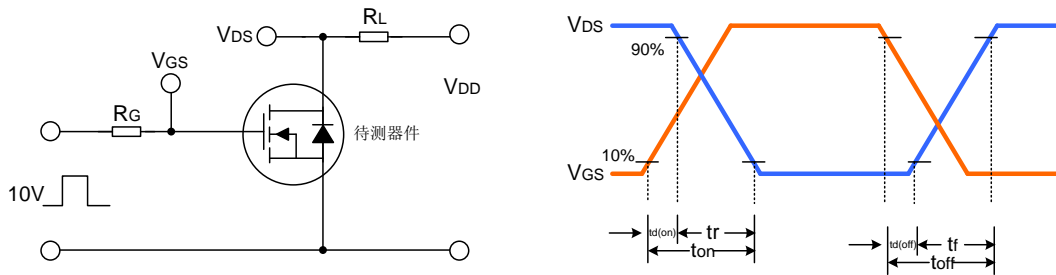 VDS
RL
VGS
VDD
RG
待测器件
10V
VDS
90%
10%
VGS
td(on)
tr
ton
td(off)
tf
toff